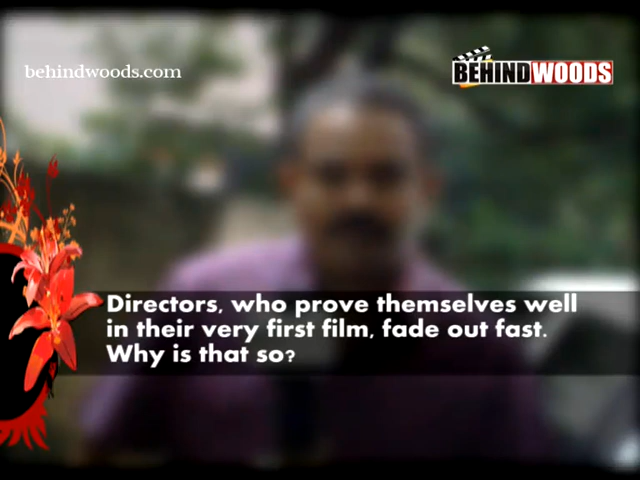 behindwoods.com
BEHINDWOODS
Directors, who prove themselves well
in their very first film, fade out fast.
Why is that so?